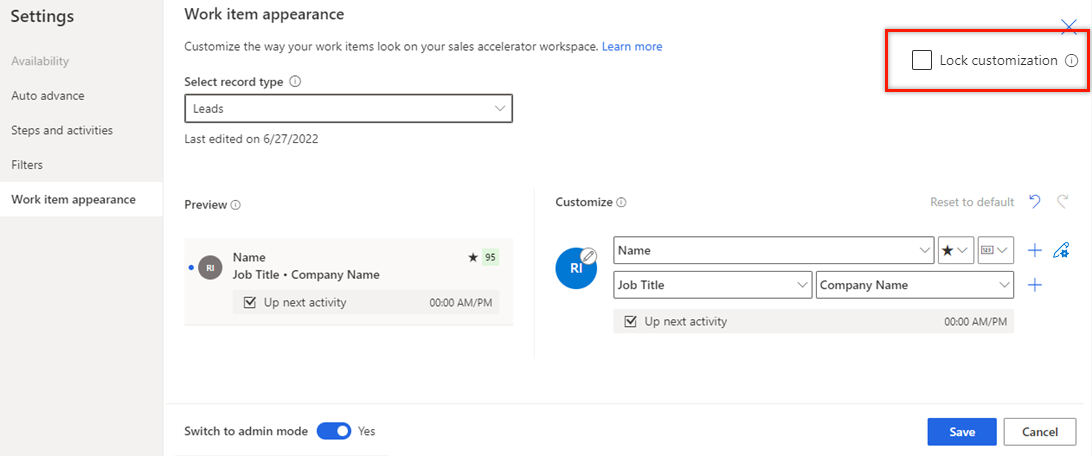 Settings
Availability
Auto advance
Steps and activities
Filters
Work item appearance
Work item appearance
Customize the way your work items look on your sales accelerator workspace. Learn more
Lock customization
Select record type
Leads
Last edited on 6/27/2022
Preview
RI
Name
95
Job Title • Company Name
Up next activity 00:00 AM/PM
Customize
Reset to default
RI
Name
Job Title
Company Name
Up next activity 00:00 AM/PM
Switch to admin mode
Yes
Save
Cancel